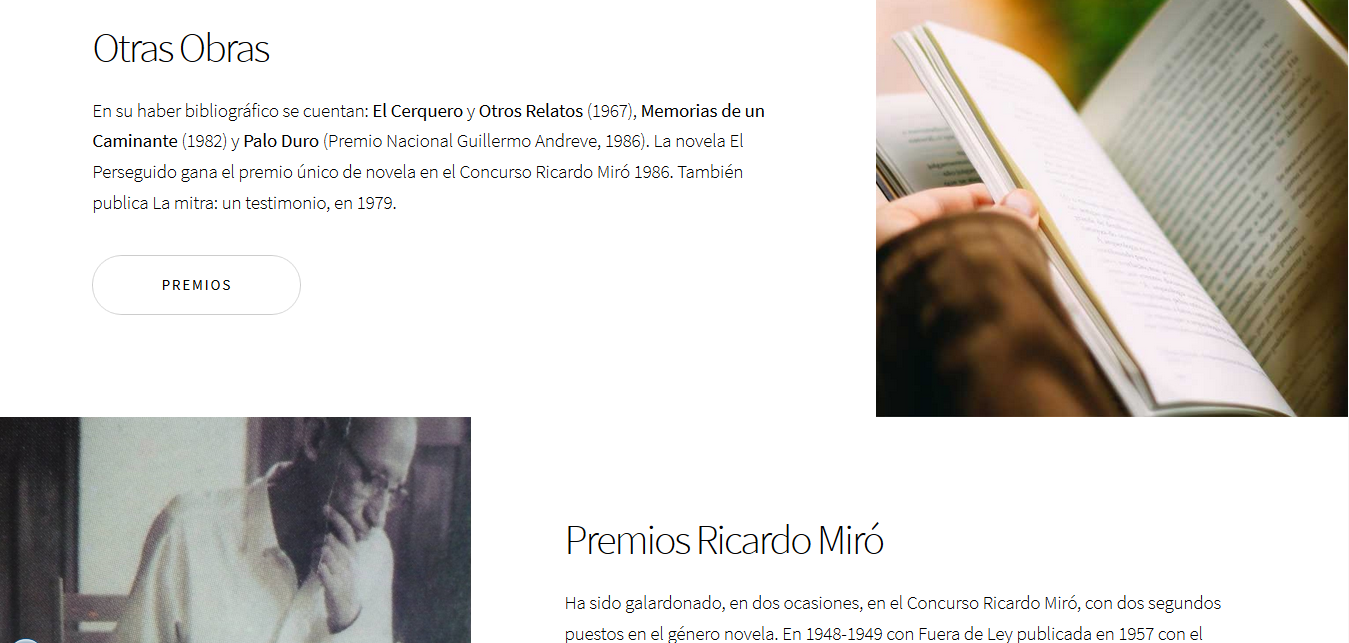 Otras Obras
En su haber bibliográfico se cuentan: El Cerquero y Otros Relatos (1967), Memorias de un
Caminante (1982) y Palo Duro (Premio Nacional Guillermo Andreve, 1986). La novela El
Perseguido gana el premio único de novela en el Concurso Ricardo Miró 1986. También
publica La mitra: un testimonio, en 1979.
PREMIOS
Premios Ricardo Miró
Ha sido galardonado, en dos ocasiones, en el Concurso Ricardo Miró, con dos segundos
puestos en el género novela. En 1948-1949 con Fuera de Ley publicada en 1957 con el